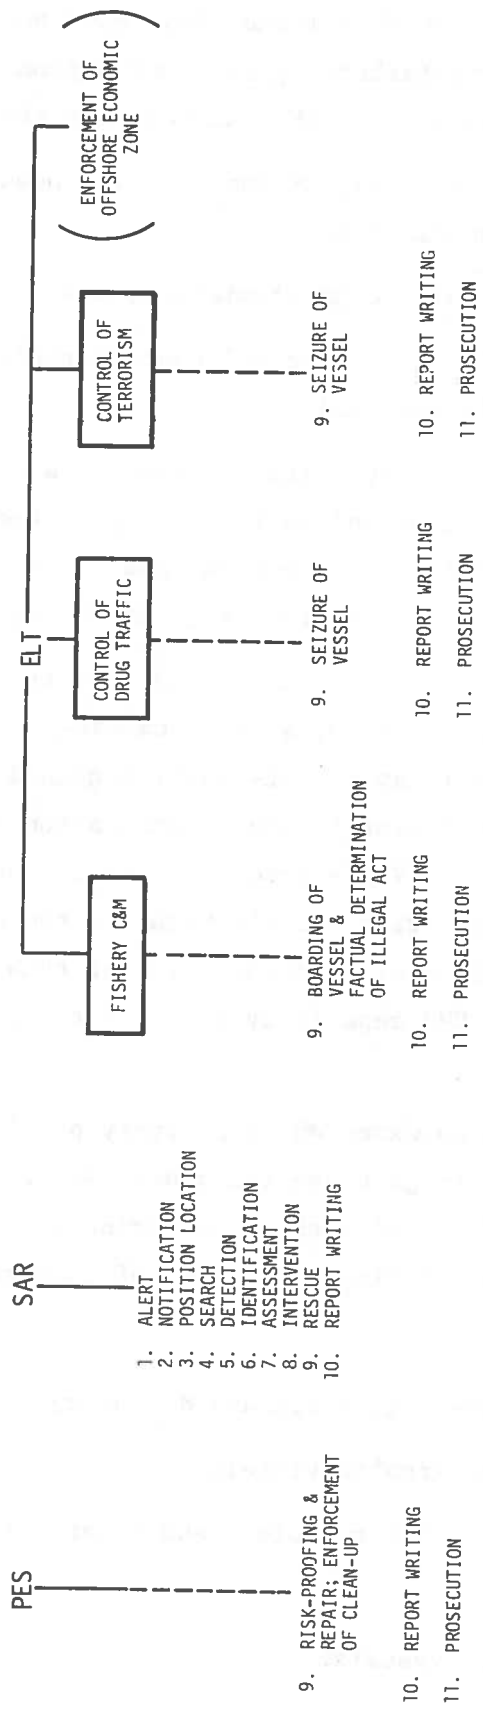 PES
9. RISK-PROOFING &
REPAIR; ENFORCEMENT
OF CLEAN-UP
10. REPORT WRITING
11. PROSECUTION
SAR
1. ALERT
2. NOTIFICATION
3. POSITION LOCATION
4. SEARCH
5. DETECTION
6. IDENTIFICATION
7. ASSESSMENT
8. INTERVENTION
9. RESCUE
10. REPORT WRITING
ELT
FISHERY C&M
9. BOARDING OF
VESSEL &
FACTUAL DETERMINATION
OF ILLEGAL ACT
10. REPORT WRITING
11. PROSECUTION
CONTROL OF
DRUG TRAFFIC
9. SEIZURE OF
VESSEL
10. REPORT WRITING
11. PROSECUTION
CONTROL OF
TERRORISM
9. SEIZURE OF
VESSEL
10. REPORT WRITING
11. PROSECUTION
(ENFORCEMENT OF
OFFSHORE ECONOMIC
ZONE)